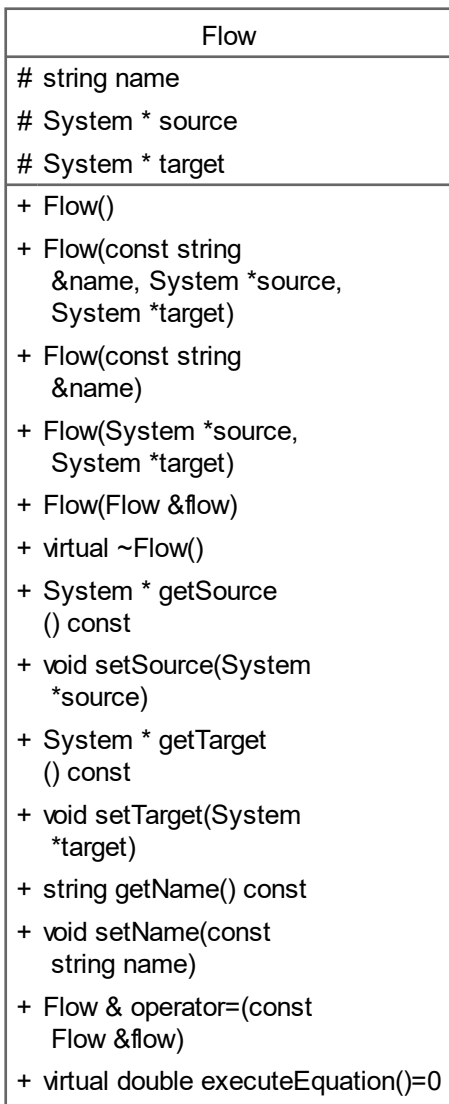 Flow
# string name
# System * source
# System * target
+ Flow()
+ Flow(const string
&name, System *source,
System *target)
+ Flow(const string
&name)
+ Flow(System *source,
System *target)
+ Flow(Flow &flow)
+ virtual ~Flow()
+ System * getSource
() const
+ void setSource(System
*source)
+ System * getTarget
() const
+ void setTarget(System
*target)
+ string getName() const
+ void setName(const
string name)
+ Flow & operator=(const
Flow &flow)
+ virtual double executeEquation()=0